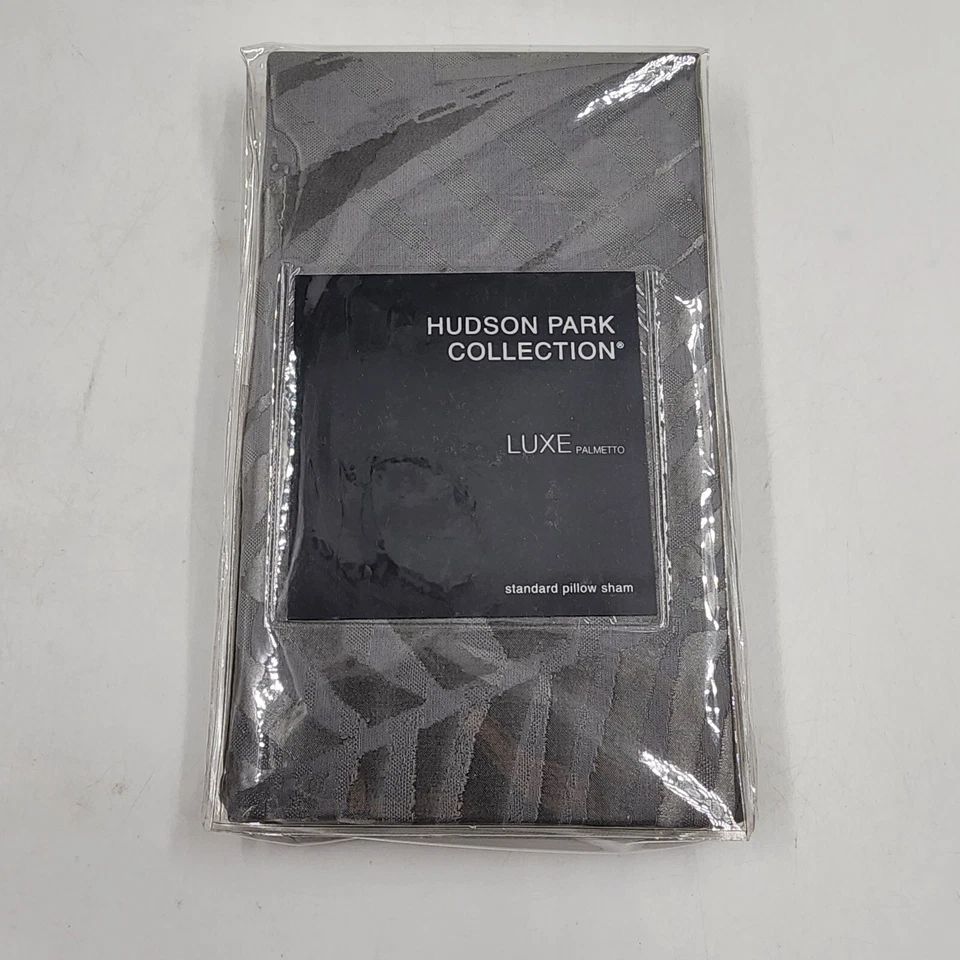 HUDSON PARK
COLLECTION®
LUXE PALMETTO
standard pillow sham